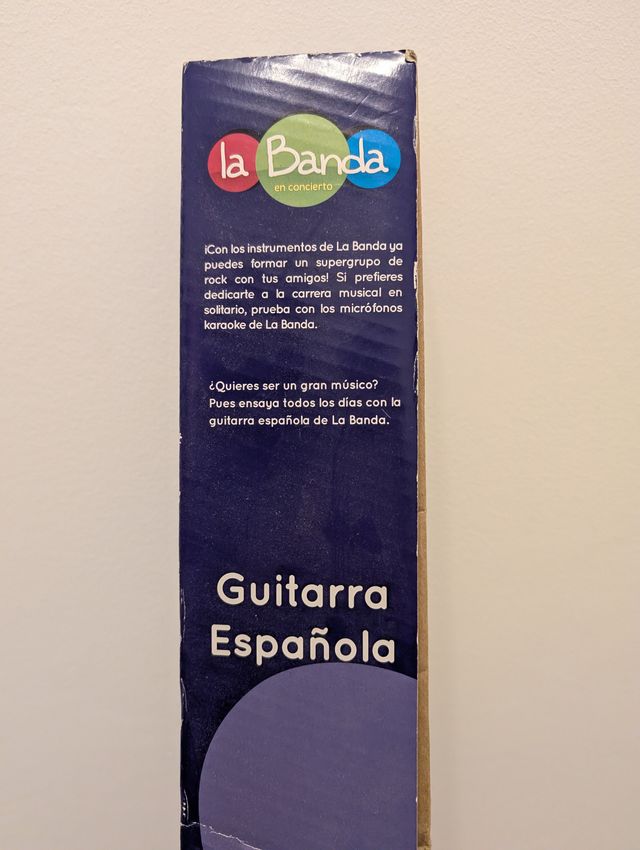 la Banda
en concierto
¡Con los instrumentos de La Banda ya
puedes formar un supergrupo de
rock con tus amigos! Si prefieres
dedicarte a la carrera musical en
solitario, prueba con los micrófonos
karaoke de La Banda.
¿Quieres ser un gran músico?
Pues ensaya todos los días con la
guitarra española de La Banda.
Guitarra
Española